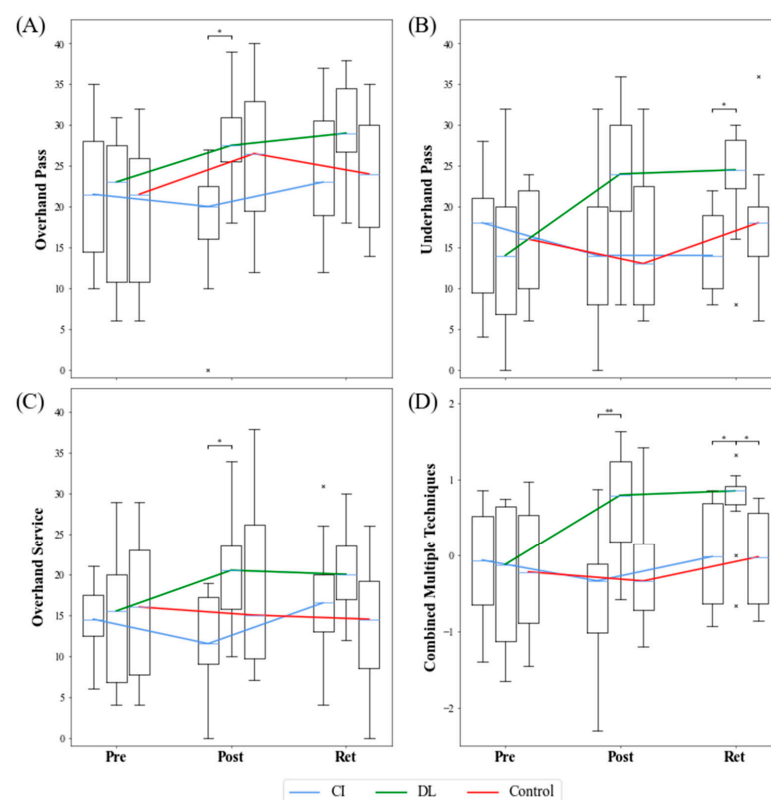 (A)
*
40
35
30
25
20
15
10
5
0
Overhand Pass
(B)
*
40
35
30
25
20
15
10
5
0
Underhand Pass
(C)
*
40
35
30
25
20
15
10
5
0
Overhand Service
Pre Post Ret
(D)
** * *
2
1
0
−1
−2
Combined Multiple Techniques
Pre Post Ret
CI DL Control